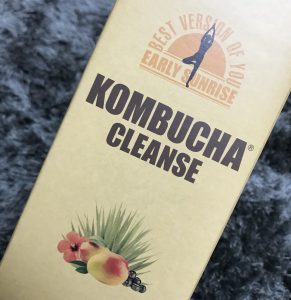 BEST VERSION OF YOU
EARLY SUNRISE
KOMBUCHA®
CLEANSE